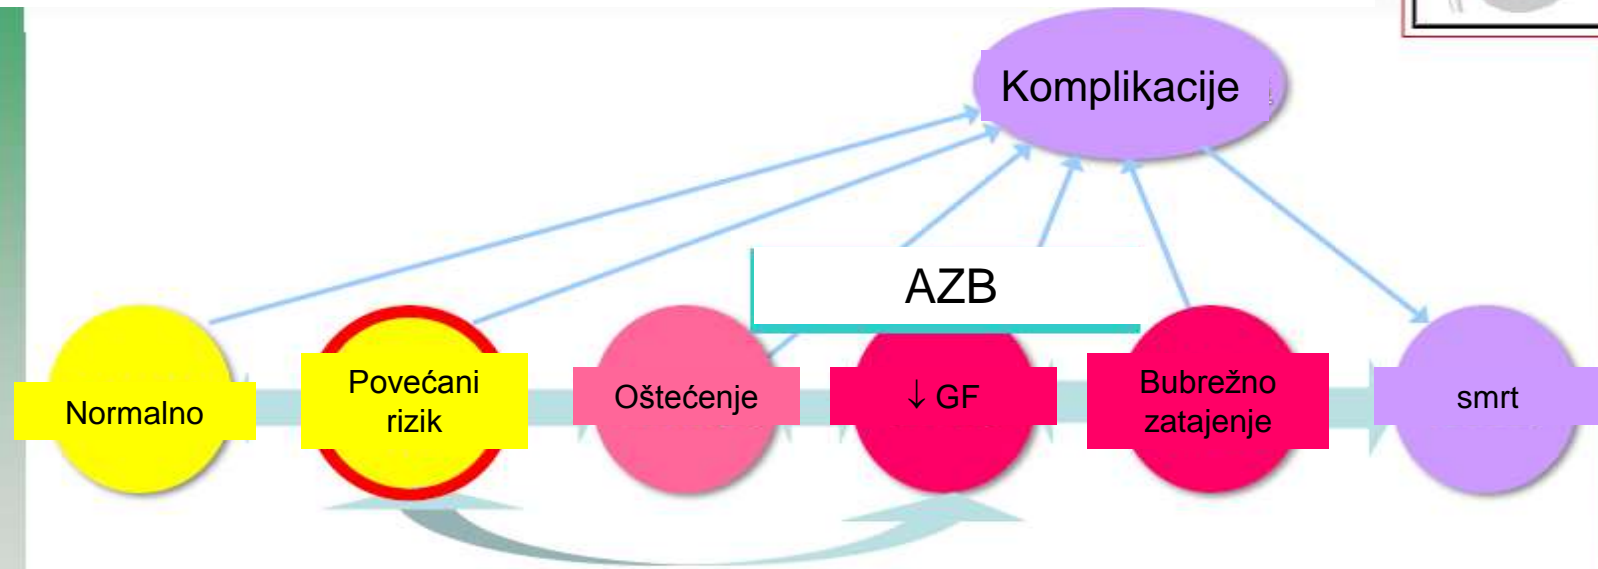 Komplikacije
AZB
Normalno
Povećani
rizik
Oštećenje
↓ GF
Bubrežno
zatajenje
smrt